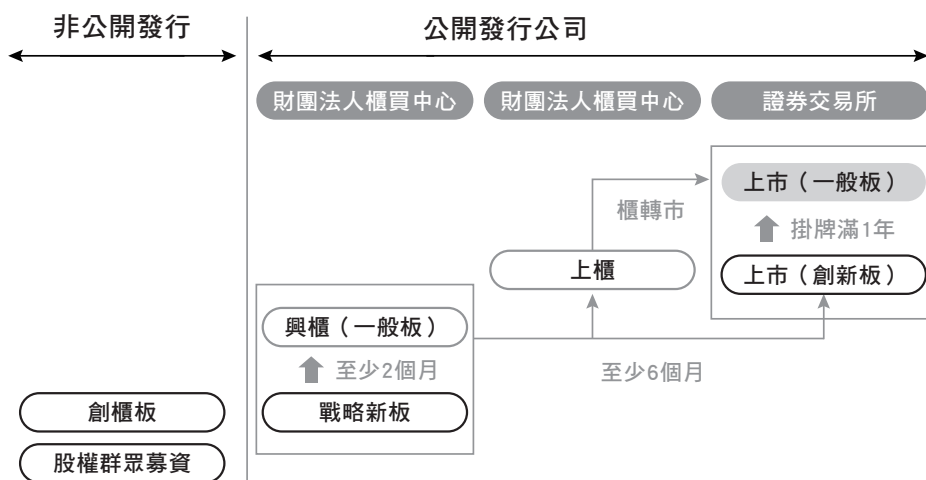 非公開發行
公開發行公司
財團法人櫃買中心
財團法人櫃買中心
證券交易所
上市（一般板）
櫃轉市
掛牌滿1年
上櫃
上市（創新板）
興櫃（一般板）
至少2個月
至少6個月
創櫃板
戰略新板
股權群眾募資